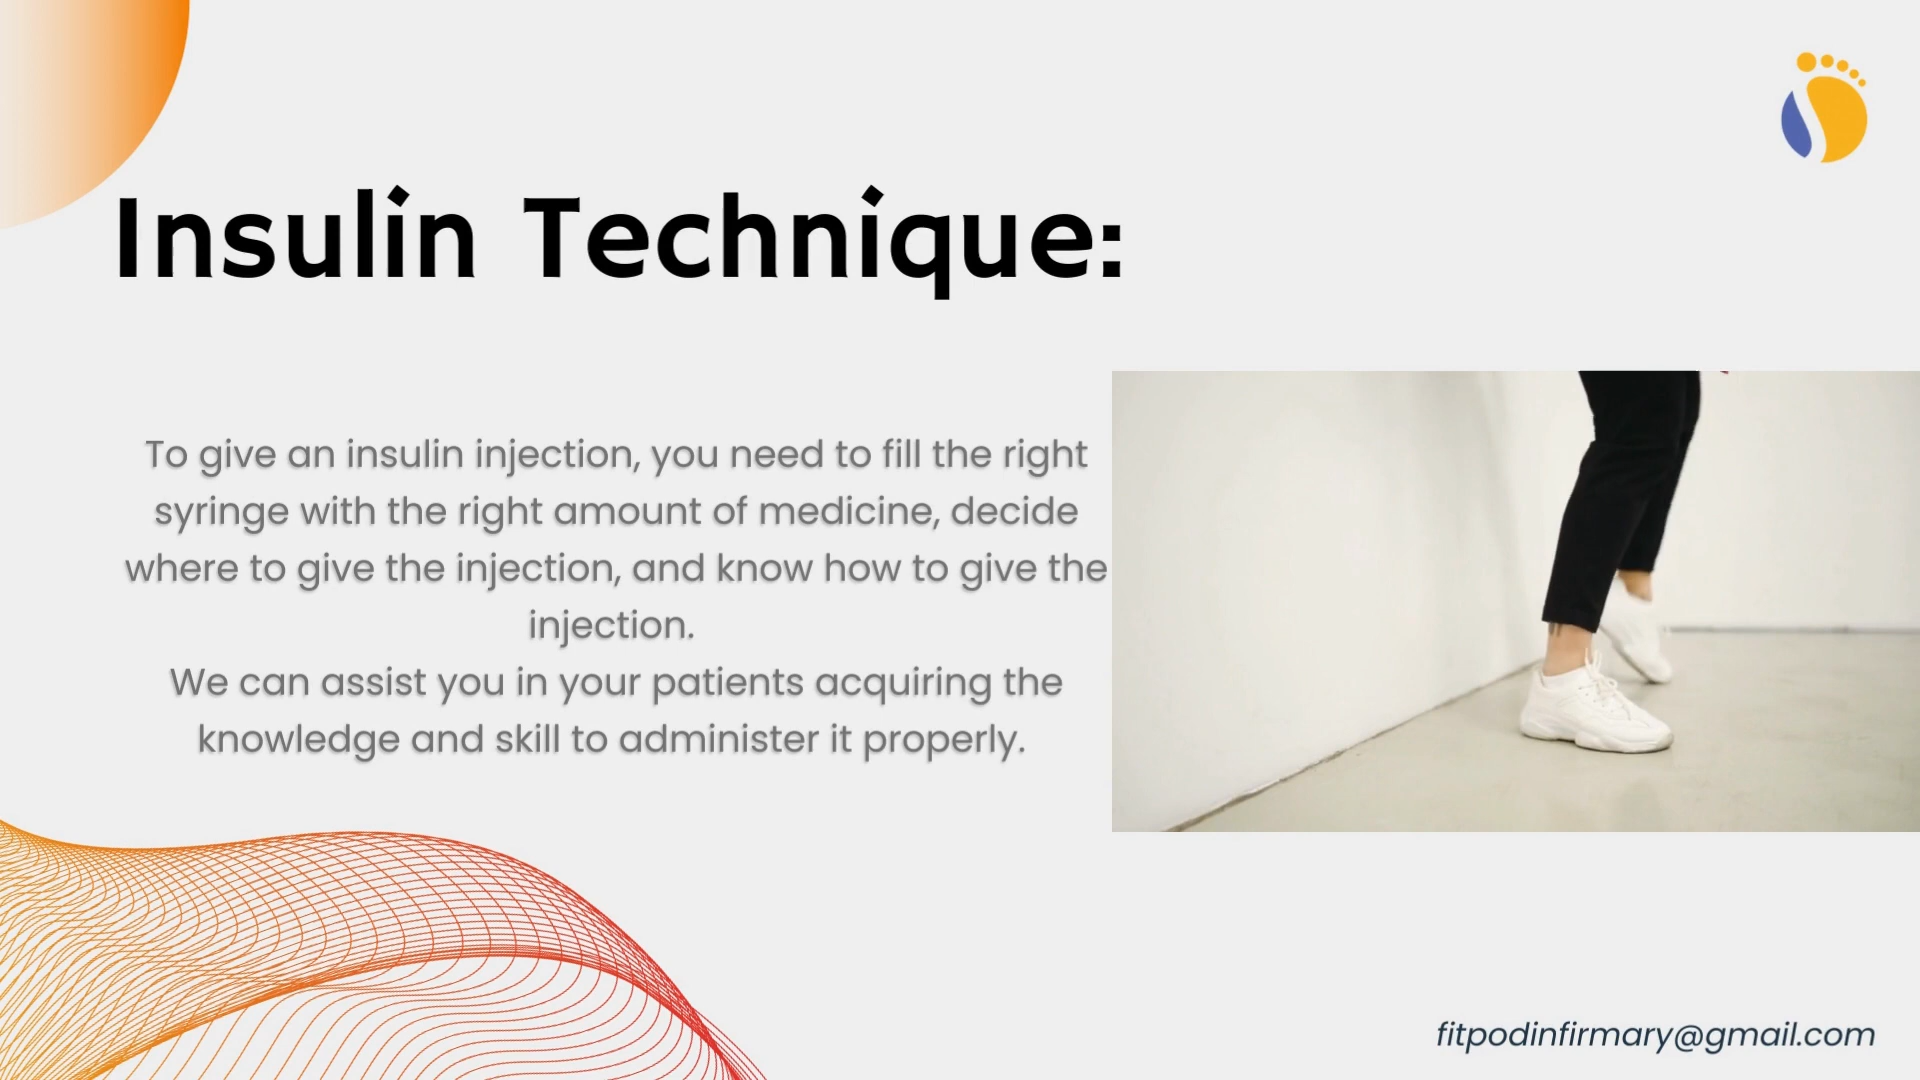 Insulin Technique:
To give an insulin injection, you need to fill the right
syringe with the right amount of medicine, decide
where to give the injection, and know how to give the
injection.
We can assist you in your patients acquiring the
knowledge and skill to administer it properly.
fitpodinfirmary@gmail.com